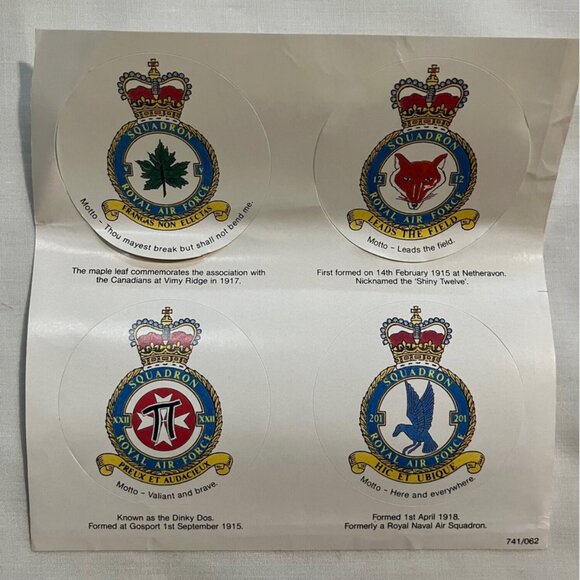 SQUADRON
V V
ROYAL AIR FORCE
FRANGAS NON FLECTAS
Motto - Thou mayest break but shall not bend me.
The maple leaf commemorates the association with
the Canadians at Vimy Ridge in 1917.
SQUADRON
12 12
ROYAL AIR FORCE
LEADS THE FIELD
Motto - Leads the field.
First formed on 14th February 1915 at Netheravon.
Nicknamed the 'Shiny Twelve'.
SQUADRON
XXII XXII
ROYAL AIR FORCE
PREUX ET AUDACIEUX
Motto - Valiant and brave.
Known as the Dinky Dos.
Formed at Gosport 1st September 1915.
SQUADRON
201 201
ROYAL AIR FORCE
HIC ET UBIQUE
Motto - Here and everywhere.
Formed 1st April 1918.
Formerly a Royal Naval Air Squadron.
741/062